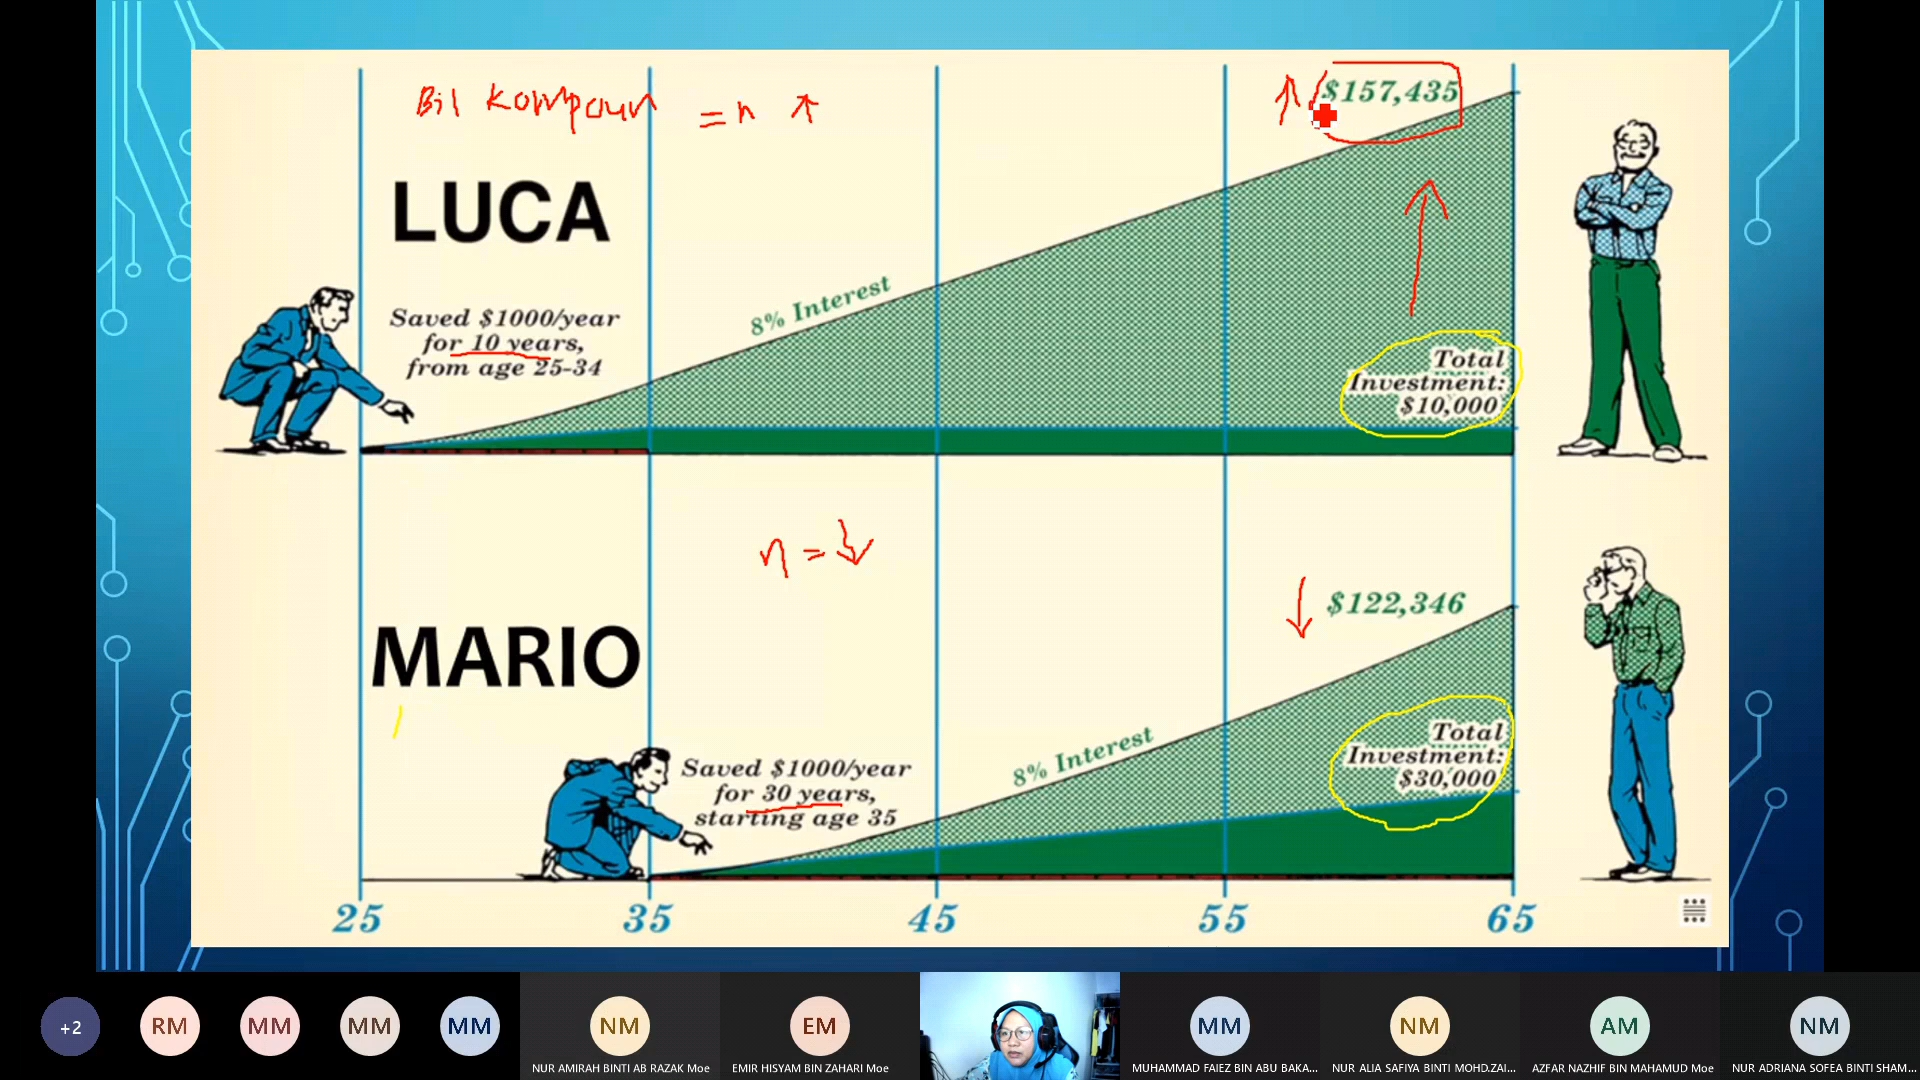 Bil Kompaun = n ↑
↑ $157,435
LUCA
8% Interest
Saved $1000/year
for 10 years,
from age 25-34
Total
Investment:
$10,000
n = ↓
↓ $122,346
MARIO
Total
Investment:
$30,000
8% Interest
Saved $1000/year
for 30 years,
starting age 35
25 35 45 55 65
+2 RM MM MM MM NM EM MM NM AM NM
NUR AMIRAH BINTI AB RAZAK Moe
EMIR HISYAM BIN ZAHARI Moe
MUHAMMAD FAIEZ BIN ABU BAKA...
NUR ALIA SAFIYA BINTI MOHD.ZAI...
AZFAR NAZHIF BIN MAHAMUD Moe
NUR ADRIANA SOFEA BINTI SHAM...